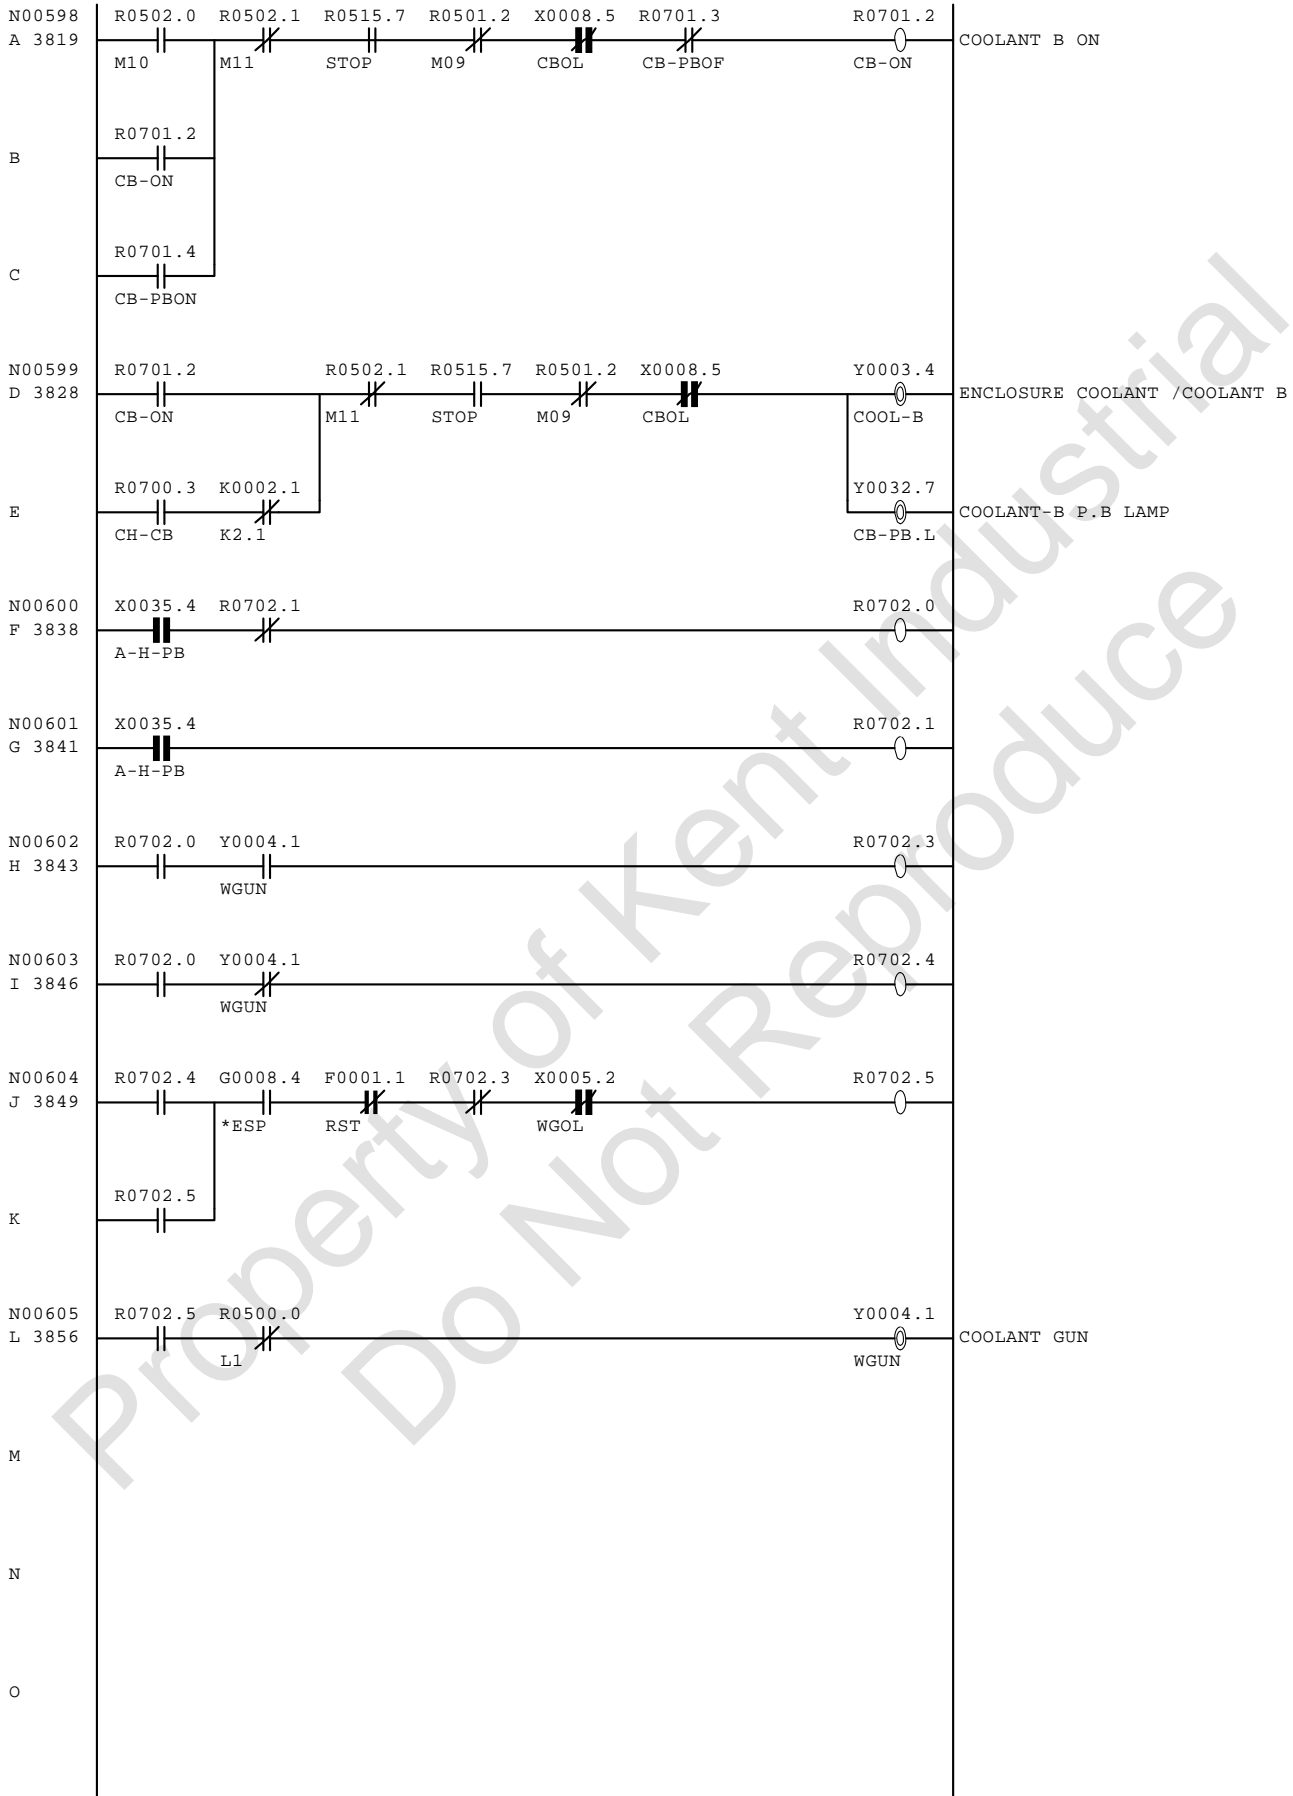 N00598 R0502.0 R0502.1 R0515.7 R0501.2 X0008.5 R0701.3 R0701.2
A 3819 COOLANT B ON
M10 M11 STOP M09 CBOL CB-PBOF CB-ON
R0701.2
B
CB-ON
R0701.4
C
CB-PBON
N00599 R0701.2 R0502.1 R0515.7 R0501.2 X0008.5 Y0003.4
D 3828 ENCLOSURE COOLANT /COOLANT B
CB-ON M11 STOP M09 CBOL COOL-B
R0700.3 K0002.1 Y0032.7
E COOLANT-B P.B LAMP
CH-CB K2.1 CB-PB.L
N00600 X0035.4 R0702.1 R0702.0
F 3838
A-H-PB
N00601 X0035.4 R0702.1
G 3841
A-H-PB
N00602 R0702.0 Y0004.1 R0702.3
H 3843
WGUN
N00603 R0702.0 Y0004.1 R0702.4
I 3846
WGUN
N00604 R0702.4 G0008.4 F0001.1 R0702.3 X0005.2 R0702.5
J 3849
*ESP RST WGOL
R0702.5
K
N00605 R0702.5 R0500.0 Y0004.1
L 3856 COOLANT GUN
L1 WGUN
M
N
O
Property of Kent Industrial
Do Not Reproduce